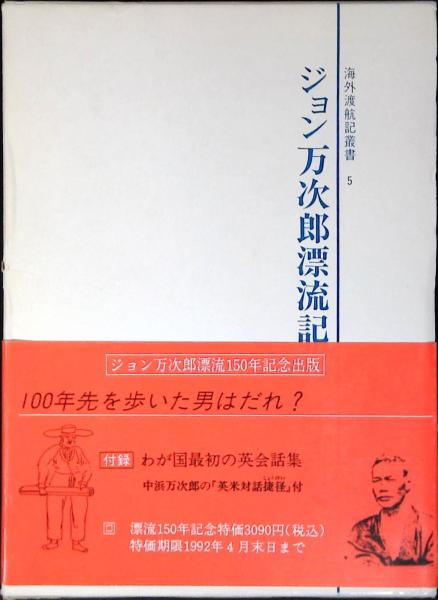 海外渡航記叢書 5
ジョン万次郎漂流記
ジョン万次郎漂流150年記念出版
100年先を歩いた男はだれ?
付録 わが国最初の英会話集
中浜万次郎の「英米対話捷径」付
漂流150年記念特価3090円(税込)
特価期限1992年4月末日まで